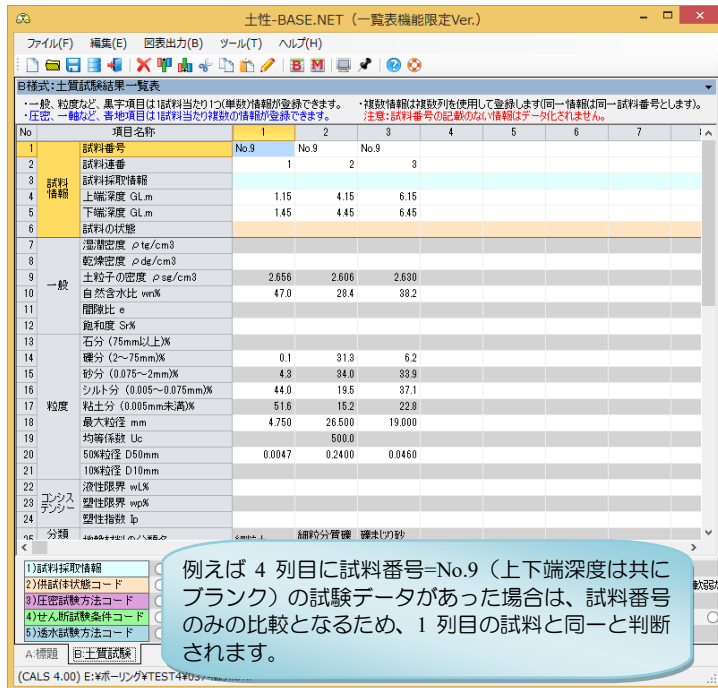 土性-BASE.NET（一覧表機能限定Ver.）
ファイル(F) 編集(E) 図表出力(B) ツール(T) ヘルプ(H)
B様式：土質試験結果一覧表
・一般、粒度など、黒字項目は1試料当たり1つ(単数)情報が登録できます。 ・複数情報は複数列を使用して登録します(同一情報は同一試料番号とします)。
・圧密、一軸など、青地項目は1試料当たり複数の情報が登録できます。 注意：試料番号の記載のない情報はデータ化されません。
No 項目名称 1 2 3 4 5 6 7
試料情報
1 試料番号 No.9 No.9 No.9
2 試料連番 1 2 3
3 試料採取情報
4 上端深度 GL.m 1.15 4.15 6.15
5 下端深度 GL.m 1.45 4.45 6.45
6 試料の状態
一般
7 湿潤密度 ρtg/cm3
8 乾燥密度 ρdg/cm3
9 土粒子の密度 ρsg/cm3 2.656 2.606 2.630
10 自然含水比 wn% 47.0 28.4 38.2
11 間隙比 e
12 飽和度 Sr%
粒度
13 石分 (75mm以上)%
14 礫分 (2～75mm)% 0.1 31.3 6.2
15 砂分 (0.075～2mm)% 4.3 34.0 33.9
16 シルト分 (0.005～0.075mm)% 44.0 19.5 37.1
17 粘土分 (0.005mm未満)% 51.6 15.2 22.8
18 最大粒径 mm 4.750 26.500 19.000
19 均等係数 Uc 500.0
20 50%粒径 D50mm 0.0047 0.2400 0.0460
21 10%粒径 D10mm
コンシステンシー
22 液性限界 wL%
23 塑性限界 wp%
24 塑性指数 Ip
分類
細粒分質礫 礫まじり砂
1)試料採取情報
2)供試体状態コード
3)圧密試験方法コード
4)せん断試験条件コード
5)透水試験方法コード
例えば 4 列目に試料番号=No.9（上下端深度は共に
ブランク）の試験データがあった場合は、試料番号
のみの比較となるため、1 列目の試料と同一と判断
されます。
A:標題 B:土質試験
(CALS 4.00) E:¥ボーリング¥TEST4¥037-